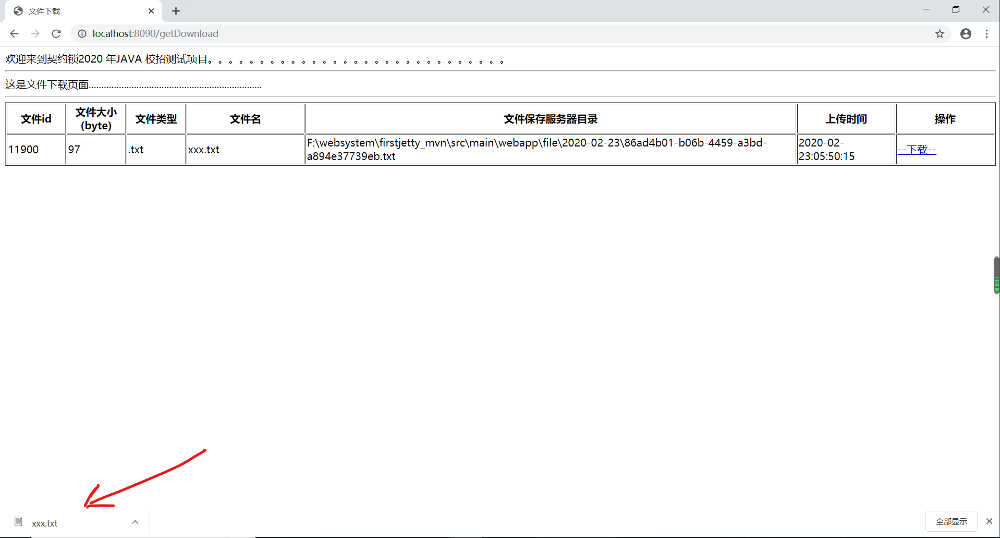 文件下载
localhost:8090/getDownload
欢迎来到契约锁2020 年JAVA 校招测试项目。。。。。。。。。。。。。。。。。。。。。。。。。。。。。
这是文件下载页面.....................................................................
文件id 文件大小(byte) 文件类型 文件名 文件保存服务器目录 上传时间 操作
11900 97 .txt xxx.txt F:\websystem\firstjetty_mvn\src\main\webapp\file\2020-02-23\86ad4b01-b06b-4459-a3bd-a894e37739eb.txt 2020-02-23:05:50:15 --下载--
xxx.txt
全部显示